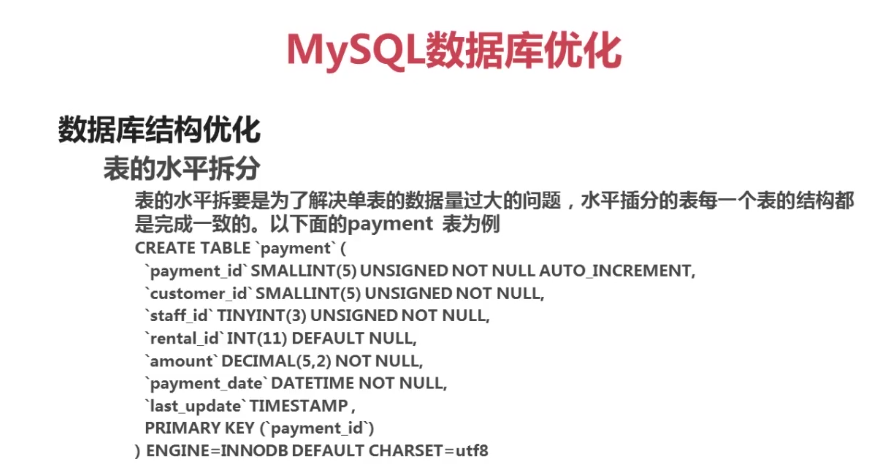 MySQL数据库优化
数据库结构优化
表的水平拆分
表的水平拆要是为了解决单表的数据量过大的问题，水平插分的表每一个表的结构都
是完成一致的。以下面的payment 表为例
CREATE TABLE `payment` (
`payment_id` SMALLINT(5) UNSIGNED NOT NULL AUTO_INCREMENT,
`customer_id` SMALLINT(5) UNSIGNED NOT NULL,
`staff_id` TINYINT(3) UNSIGNED NOT NULL,
`rental_id` INT(11) DEFAULT NULL,
`amount` DECIMAL(5,2) NOT NULL,
`payment_date` DATETIME NOT NULL,
`last_update` TIMESTAMP ,
PRIMARY KEY (`payment_id`)
) ENGINE=INNODB DEFAULT CHARSET=utf8